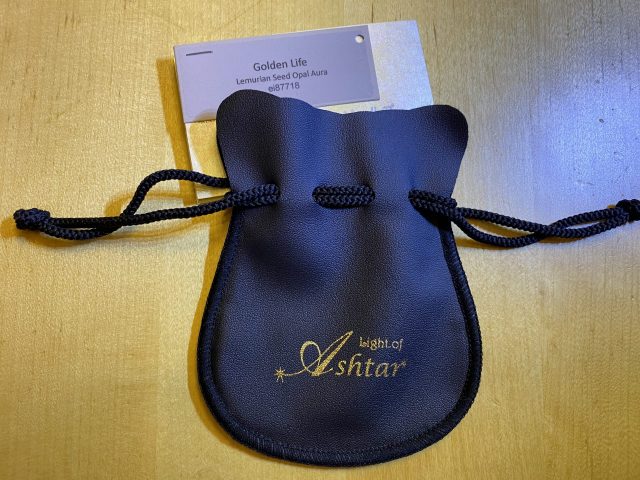 Golden Life
Lemurian Seed Opal Aura
ei87718
Light of
Ashtar